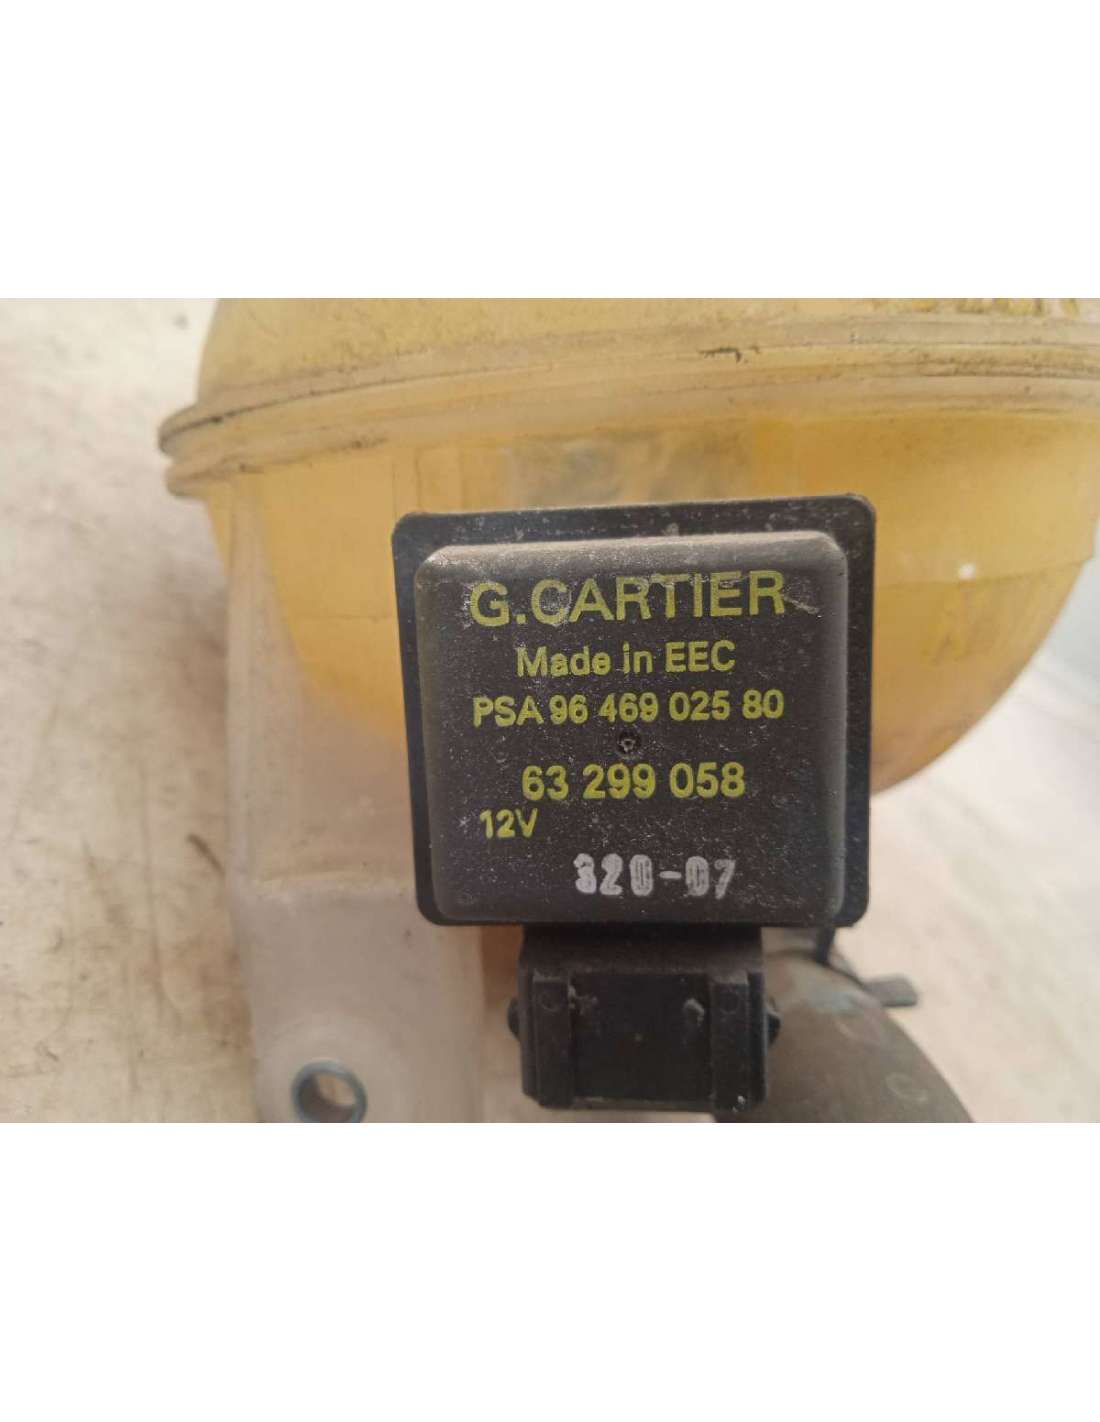 G.CARTIER
Made in EEC
PSA 96 469 025 80
63 299 058
12V
320-07